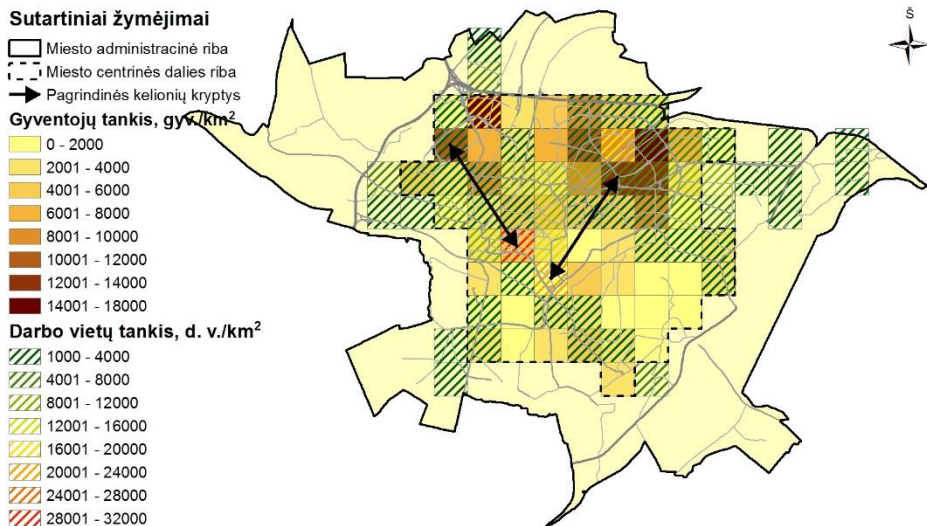 Sutartiniai žymėjimai
Miesto administracinė riba
Miesto centrinės dalies riba
Pagrindinės kelionių kryptys
Gyventojų tankis, gyv./km²
0 - 2000
2001 - 4000
4001 - 6000
6001 - 8000
8001 - 10000
10001 - 12000
12001 - 14000
14001 - 18000
Darbo vietų tankis, d. v./km²
1000 - 4000
4001 - 8000
8001 - 12000
12001 - 16000
16001 - 20000
20001 - 24000
24001 - 28000
28001 - 32000
Š